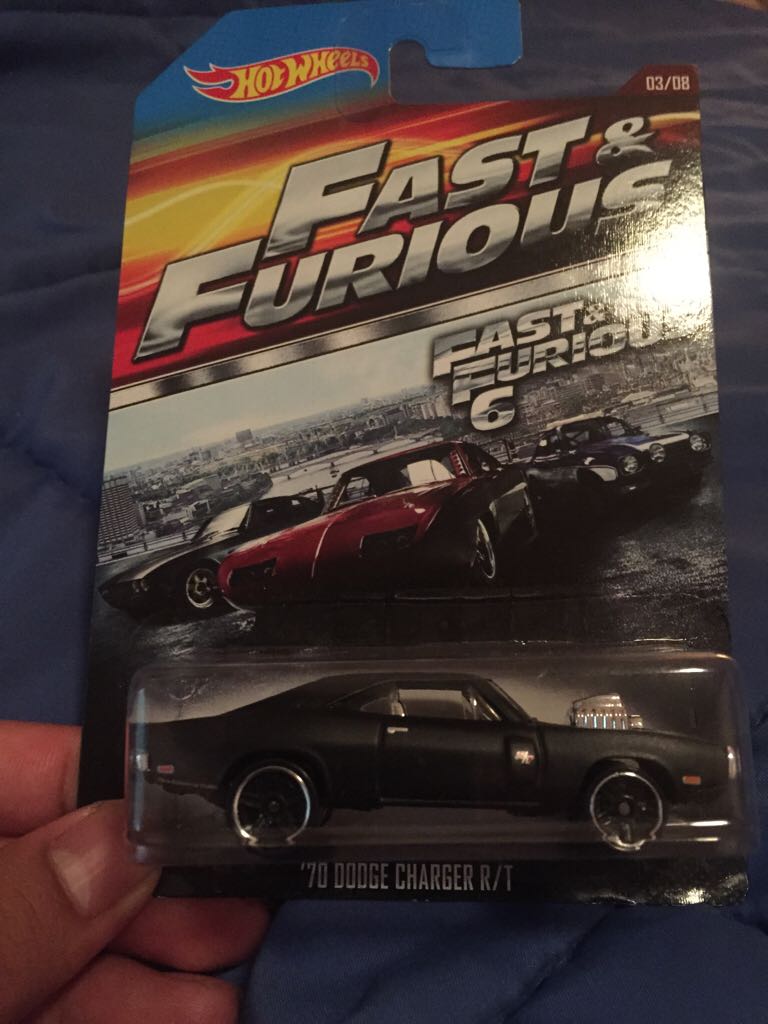 HOT WHEELS
03/08
FAST &
FURIOUS
FAST &
FURIOUS
6
'70 DODGE CHARGER R/T
R/T